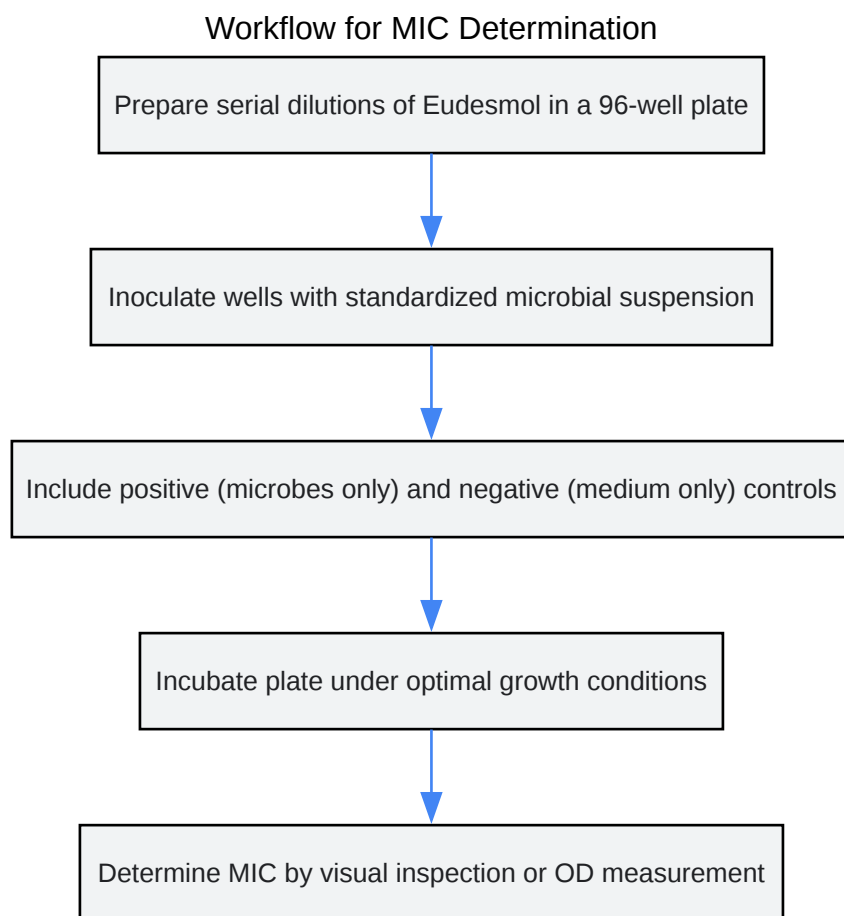 Workflow for MIC Determination
Prepare serial dilutions of Eudesmol in a 96-well plate
Inoculate wells with standardized microbial suspension
Include positive (microbes only) and negative (medium only) controls
Incubate plate under optimal growth conditions
Determine MIC by visual inspection or OD measurement